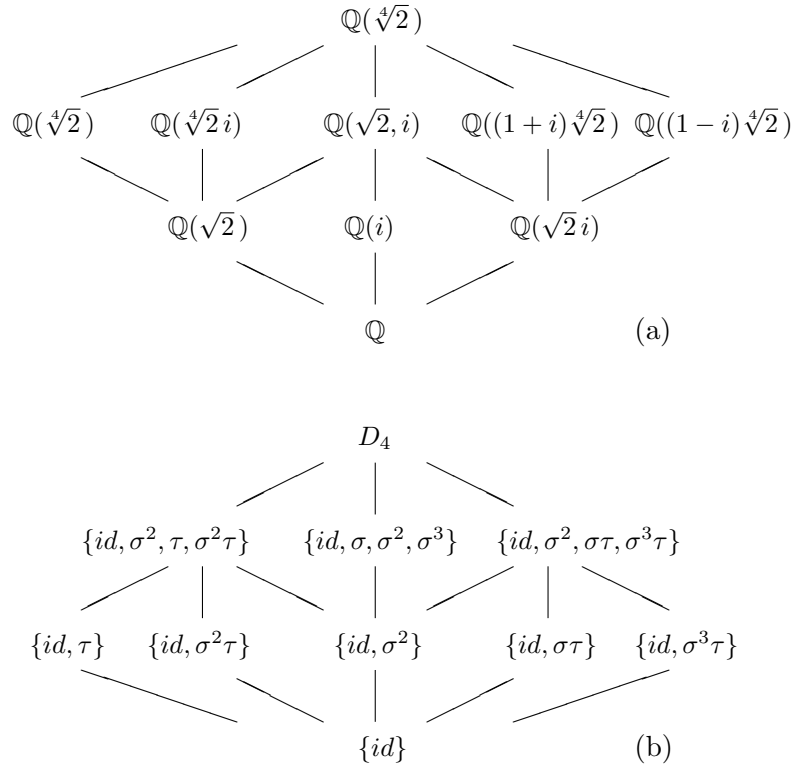 ℚ(∜2)
ℚ(∜2) ℚ(∜2 i) ℚ(√2, i) ℚ((1 + i)∜2) ℚ((1 − i)∜2)
ℚ(√2) ℚ(i) ℚ(√2 i)
ℚ (a)
D₄
{id, σ², τ, σ²τ} {id, σ, σ², σ³} {id, σ², στ, σ³τ}
{id, τ} {id, σ²τ} {id, σ²} {id, στ} {id, σ³τ}
{id} (b)